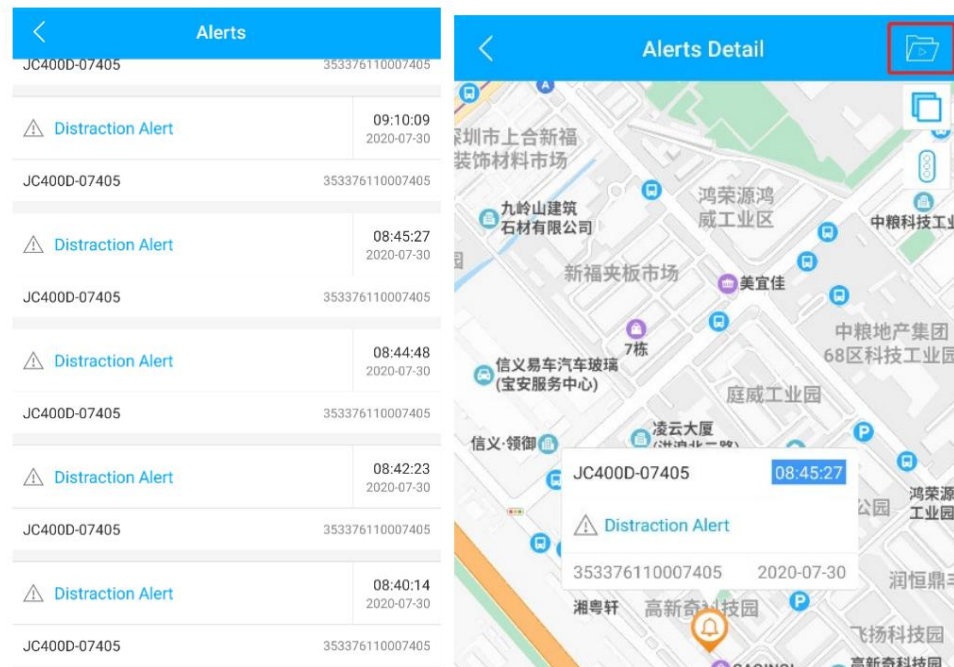 Alerts
JC400D-07405 353376110007405
Distraction Alert 09:10:09
2020-07-30
JC400D-07405 353376110007405
Distraction Alert 08:45:27
2020-07-30
JC400D-07405 353376110007405
Distraction Alert 08:44:48
2020-07-30
JC400D-07405 353376110007405
Distraction Alert 08:42:23
2020-07-30
JC400D-07405 353376110007405
Distraction Alert 08:40:14
2020-07-30
JC400D-07405 353376110007405
Alerts Detail
A
深圳市上合新福
装饰材料市场
鸿荣源鸿
威工业区
九岭山建筑
石材有限公司
中粮科技工业
园
新福夹板市场
美宜佳
7栋
中粮地产集团
68区科技工业园
信义易车汽车玻璃
(宝安服务中心)
庭威工业园
凌云大厦
(洪浪北二路)
P
信义·领御
JC400D-07405 08:45:27
Distraction Alert
353376110007405 2020-07-30
公园
鸿荣源
工业园
润恒鼎丰
湘粤轩
高新奇科技园
P
飞扬科技园
高新奇科技园